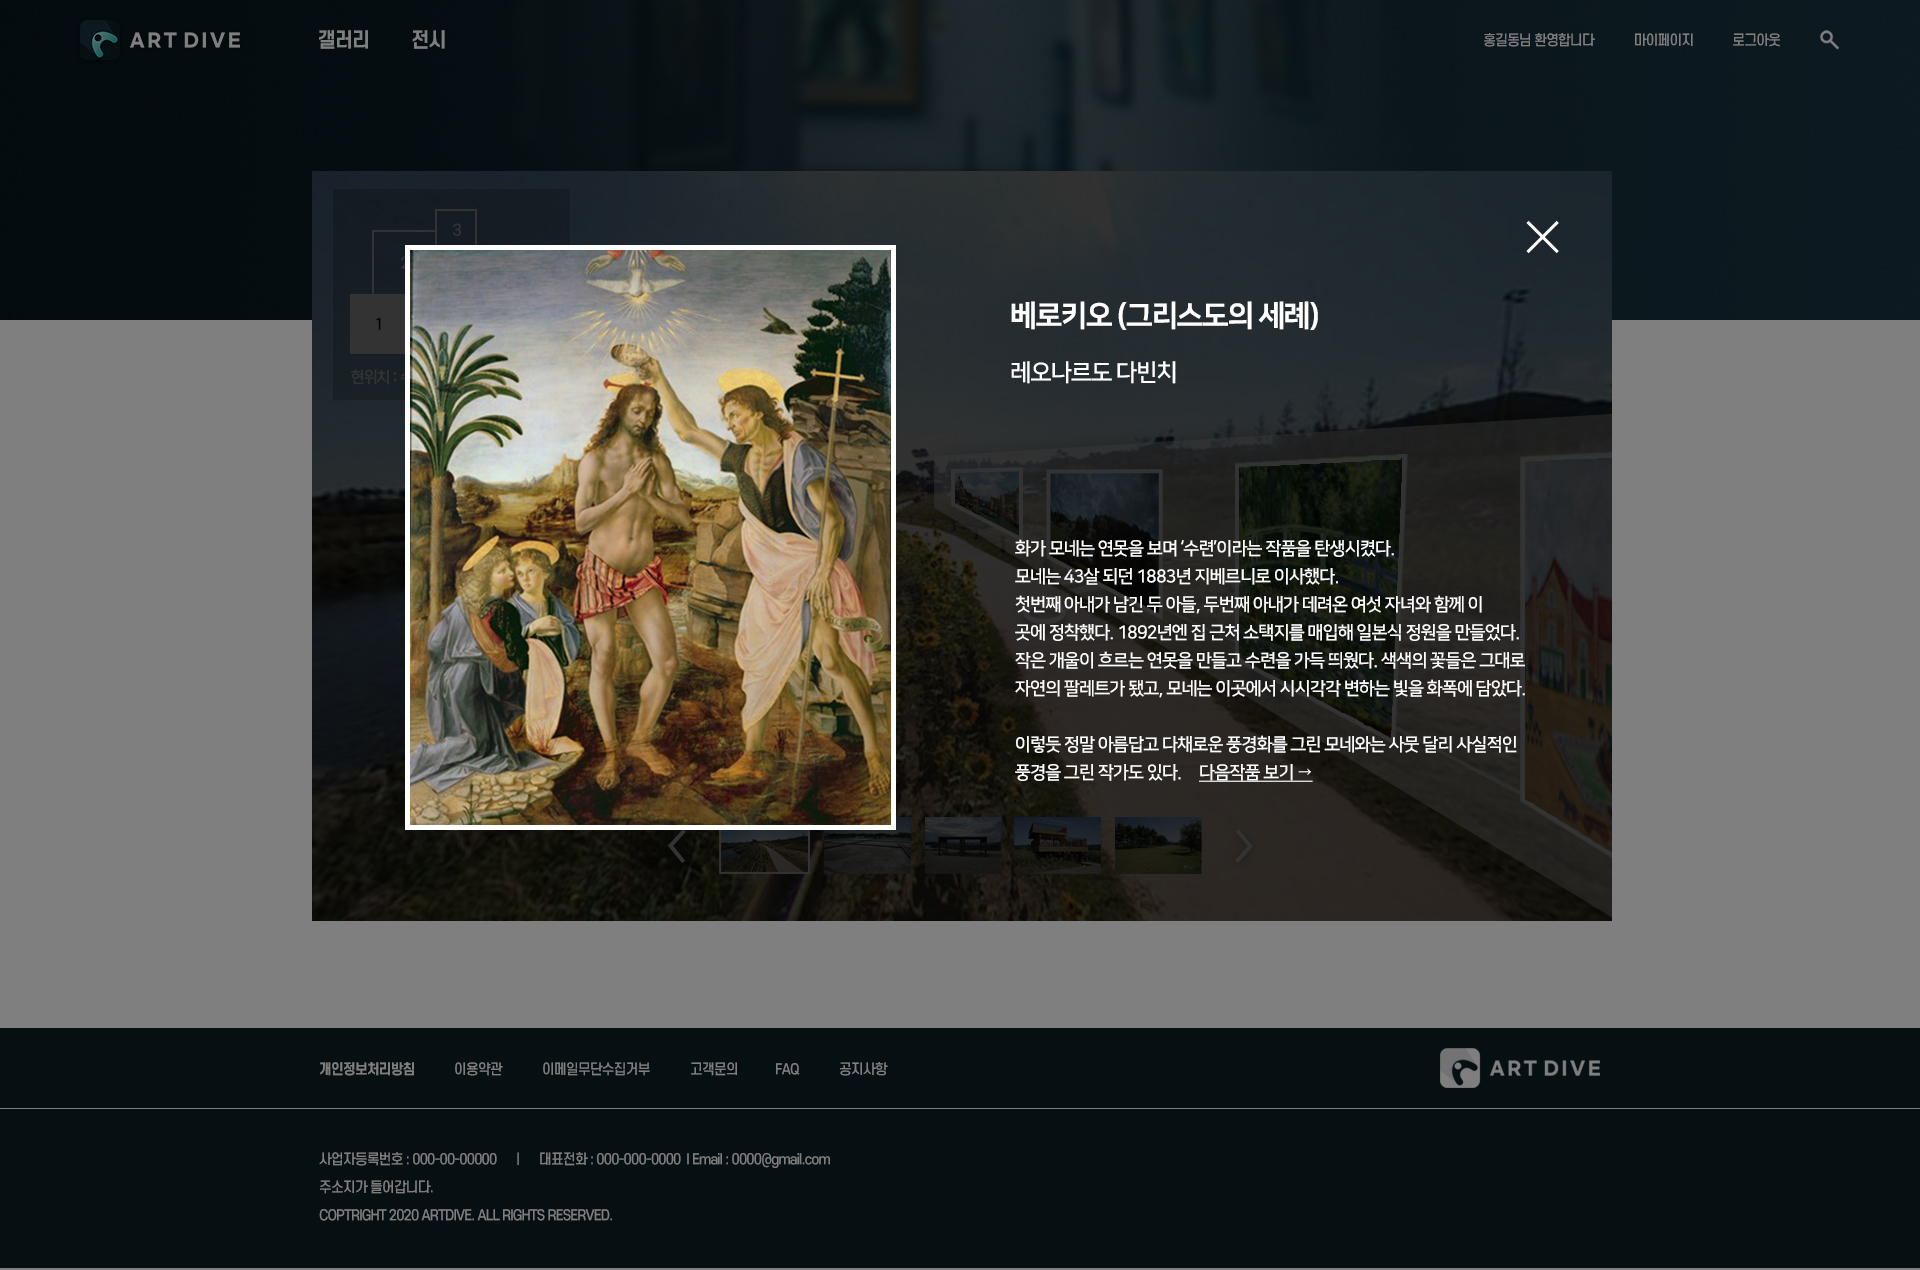 ART DIVE
갤러리
전시
홍길동님 환영합니다
마이페이지
로그아웃
3
1
현위치 :
베로키오 (그리스도의 세례)
레오나르도 다빈치
화가 모네는 연못을 보며 ‘수련’이라는 작품을 탄생시켰다.
모네는 43살 되던 1883년 지베르니로 이사했다.
첫번째 아내가 남긴 두 아들, 두번째 아내가 데려온 여섯 자녀와 함께 이
곳에 정착했다. 1892년엔 집 근처 소택지를 매입해 일본식 정원을 만들었다.
작은 개울이 흐르는 연못을 만들고 수련을 가득 띄웠다. 색색의 꽃들은 그대로
자연의 팔레트가 됐고, 모네는 이곳에서 시시각각 변하는 빛을 화폭에 담았다.
이렇듯 정말 아름답고 다채로운 풍경화를 그린 모네와는 사뭇 달리 사실적인
풍경을 그린 작가도 있다. 다음작품 보기 →
개인정보처리방침
이용약관
이메일무단수집거부
고객문의
FAQ
공지사항
ART DIVE
사업자등록번호 : 000-00-00000 | 대표전화 : 000-000-0000 | Email : 0000@gmail.com
주소지가 들어갑니다.
COPTRIGHT 2020 ARTDIVE. ALL RIGHTS RESERVED.